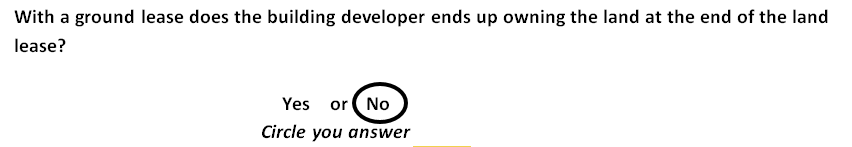 With a ground lease does the building developer ends up owning the land at the end of the land
lease?
Yes or No
Circle you answer